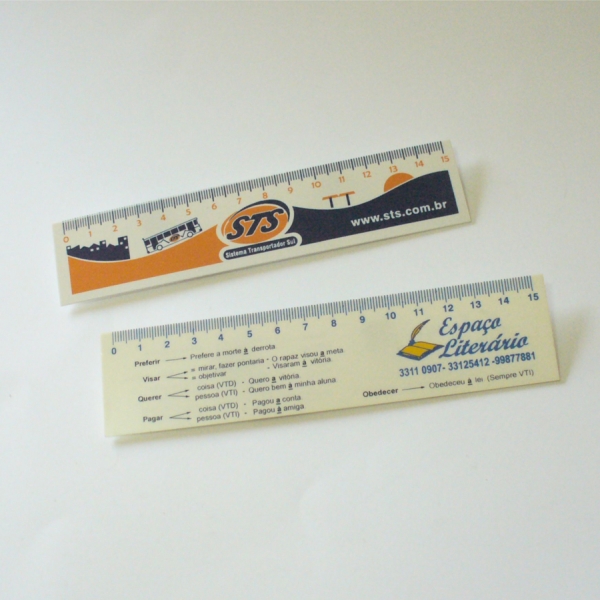 0 1 2 3 4 5 6 7 8 9 10 11 12 13 14 15
STS
Sistema Transportador Sul
www.sts.com.br
0 1 2 3 4 5 6 7 8 9 10 11 12 13 14 15
Espaço
Literário
3311 0907- 33125412 -99877881
Preferir Prefere a morte à derrota
Visar = mirar, fazer pontaria - O rapaz visou a meta
= objetivar - Visaram à vitória
Querer coisa (VTD) - Quero a vitória
pessoa (VTI) - Quero bem à minha aluna
Pagar coisa (VTD) - Pagou a conta
pessoa (VTI) - Pagou à amiga
Obedecer Obedeceu à lei (Sempre VTI)